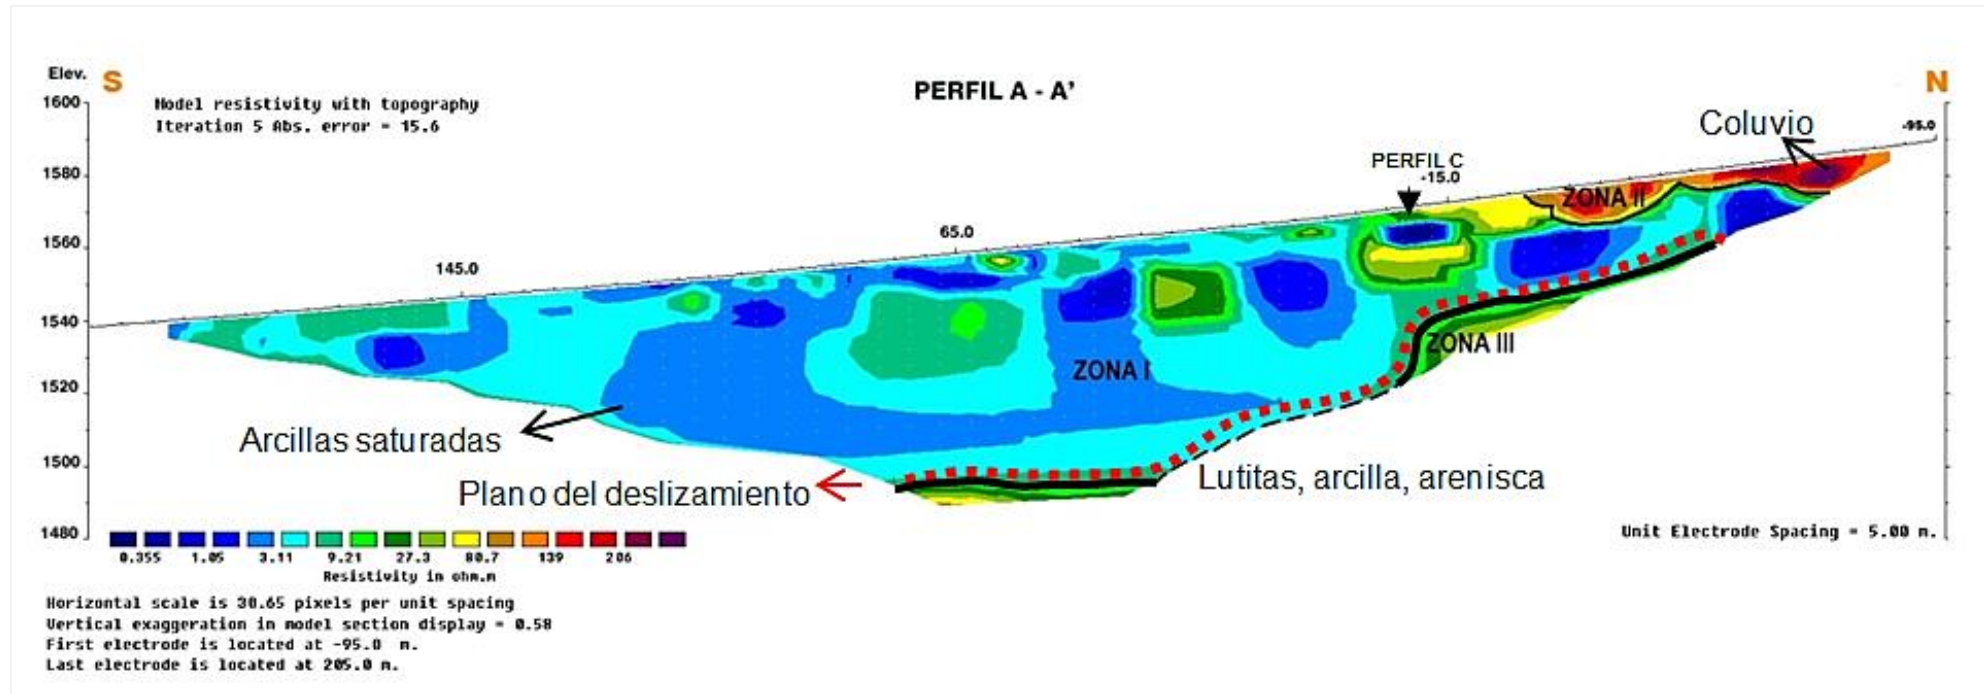 Elev.
S
N
PERFIL A - A'
Model resistivity with topography
Iteration 5 Abs. error = 15.6
1600
1580
1560
1540
1520
1500
1480
Coluvio
-95.0
PERFIL C
-15.0
65.0
145.0
ZONA II
ZONA III
ZONA I
Arcillas saturadas
Plano del deslizamiento
Lutitas, arcilla, arenisca
Unit Electrode Spacing = 5.00 m.
0.355 1.05 3.11 9.21 27.3 80.7 139 206
Resistivity in ohm.m
Horizontal scale is 30.65 pixels per unit spacing
Vertical exaggeration in model section display = 0.58
First electrode is located at -95.0 m.
Last electrode is located at 205.0 m.